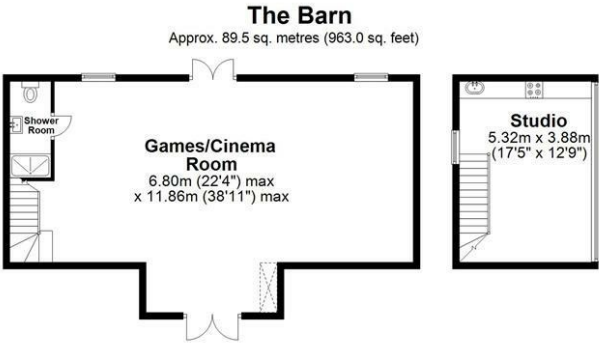 The Barn
Approx. 89.5 sq. metres (963.0 sq. feet)
Shower
Room
Games/Cinema
Room
6.80m (22'4") max
x 11.86m (38'11") max
Studio
5.32m x 3.88m
(17'5" x 12'9")